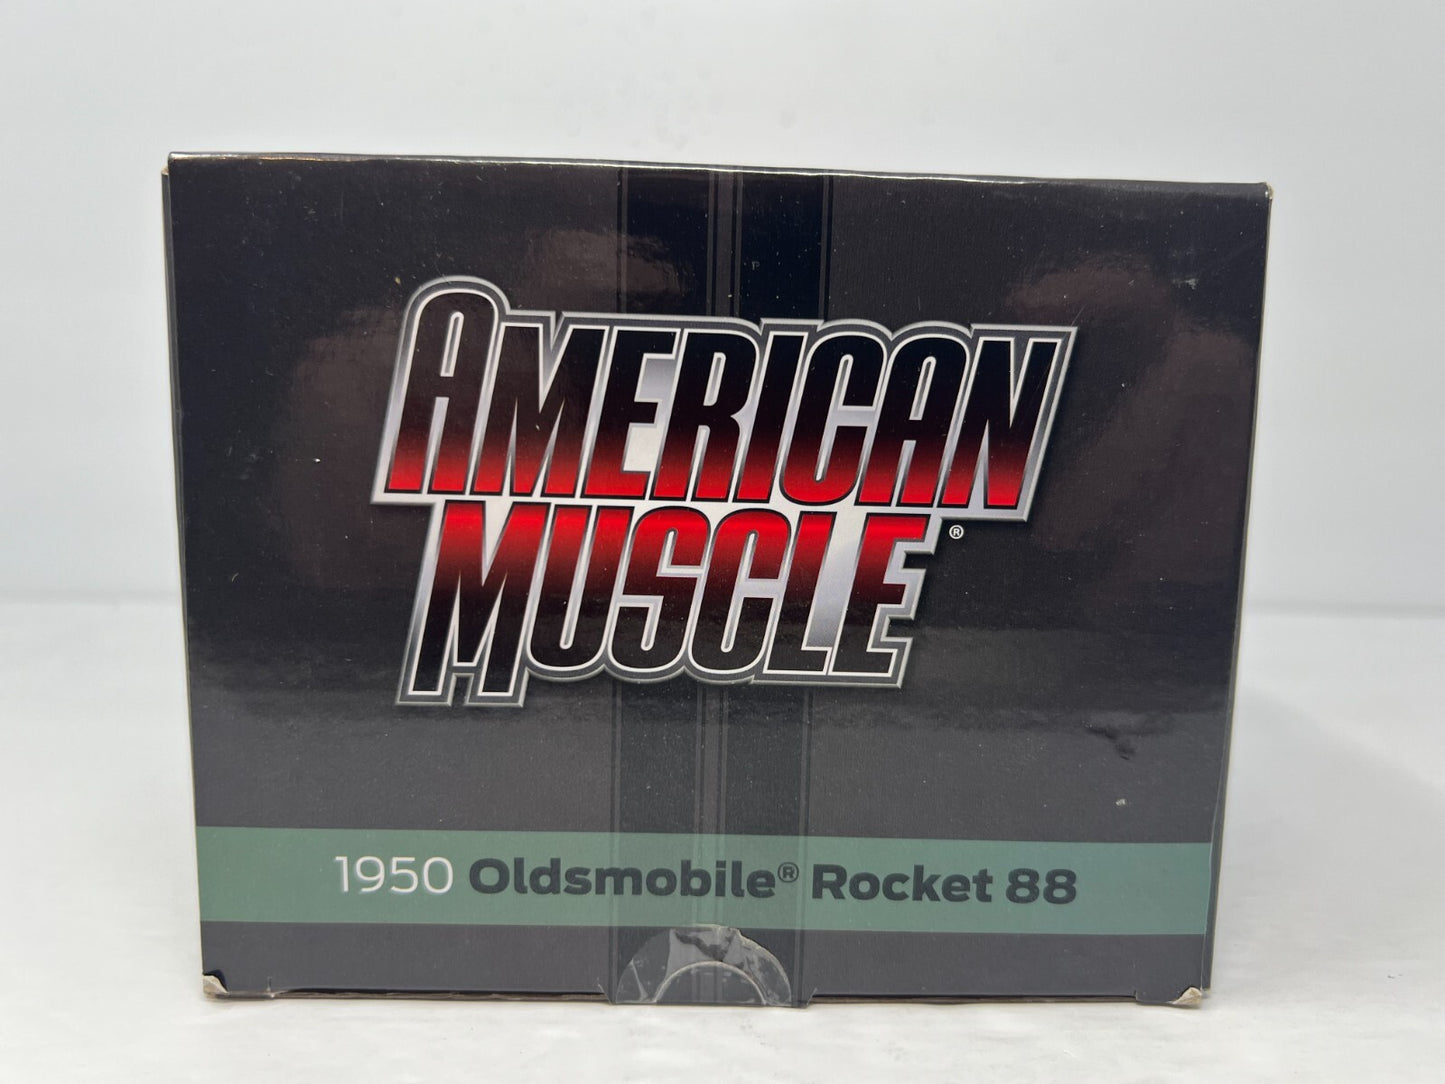 AMERICAN
MUSCLE®
1950 Oldsmobile® Rocket 88